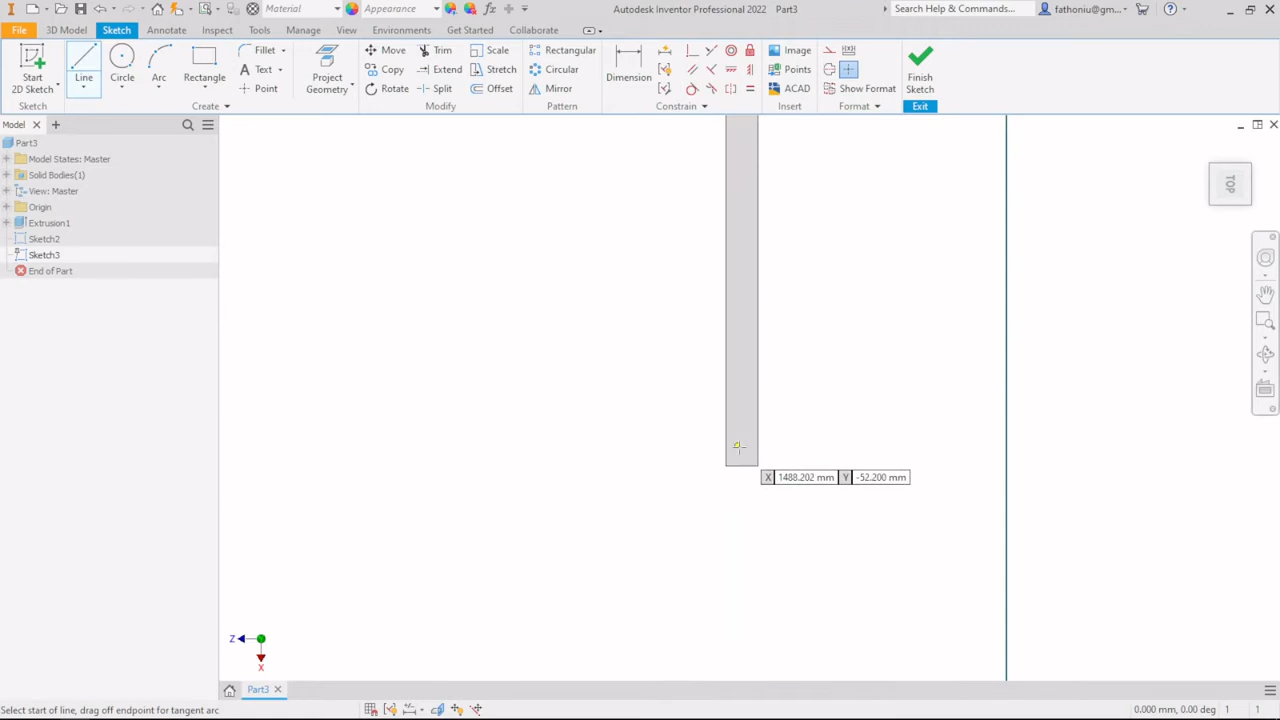 Material
Appearance
Autodesk Inventor Professional 2022 Part3
Search Help & Commands...
fathoniu@gm...
File
3D Model
Sketch
Annotate
Inspect
Tools
Manage
View
Environments
Get Started
Collaborate
Start
2D Sketch
Line
Circle
Arc
Rectangle
Fillet
Text
Point
Project
Geometry
Move
Copy
Rotate
Trim
Extend
Split
Scale
Stretch
Offset
Rectangular
Circular
Mirror
Dimension
Image
Points
ACAD
Show Format
Finish
Sketch
Sketch
Create
Modify
Pattern
Constrain
Insert
Format
Exit
Model
Part3
Model States: Master
Solid Bodies(1)
View: Master
Origin
Extrusion1
Sketch2
Sketch3
End of Part
TOP
X 1488.202 mm Y -52.200 mm
Z
X
Part3
Select start of line, drag off endpoint for tangent arc
0.000 mm, 0.00 deg 1 1